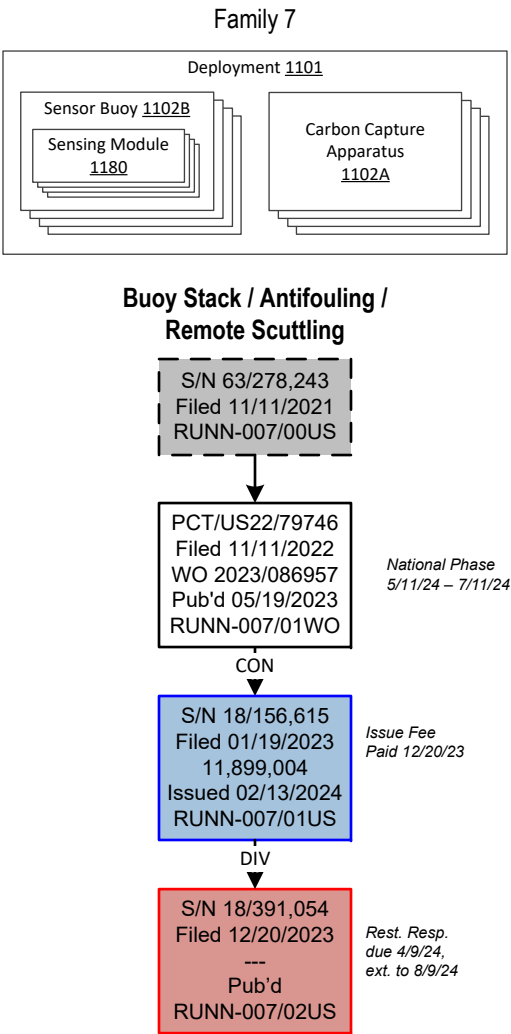 Family 7
Deployment 1101
Sensor Buoy 1102B
Sensing Module
1180
Carbon Capture
Apparatus
1102A
Buoy Stack / Antifouling /
Remote Scuttling
S/N 63/278,243
Filed 11/11/2021
RUNN-007/00US
PCT/US22/79746
Filed 11/11/2022
WO 2023/086957
Pub'd 05/19/2023
RUNN-007/01WO
National Phase
5/11/24 – 7/11/24
CON
S/N 18/156,615
Filed 01/19/2023
11,899,004
Issued 02/13/2024
RUNN-007/01US
Issue Fee
Paid 12/20/23
DIV
S/N 18/391,054
Filed 12/20/2023
---
Pub’d
RUNN-007/02US
Rest. Resp.
due 4/9/24,
ext. to 8/9/24